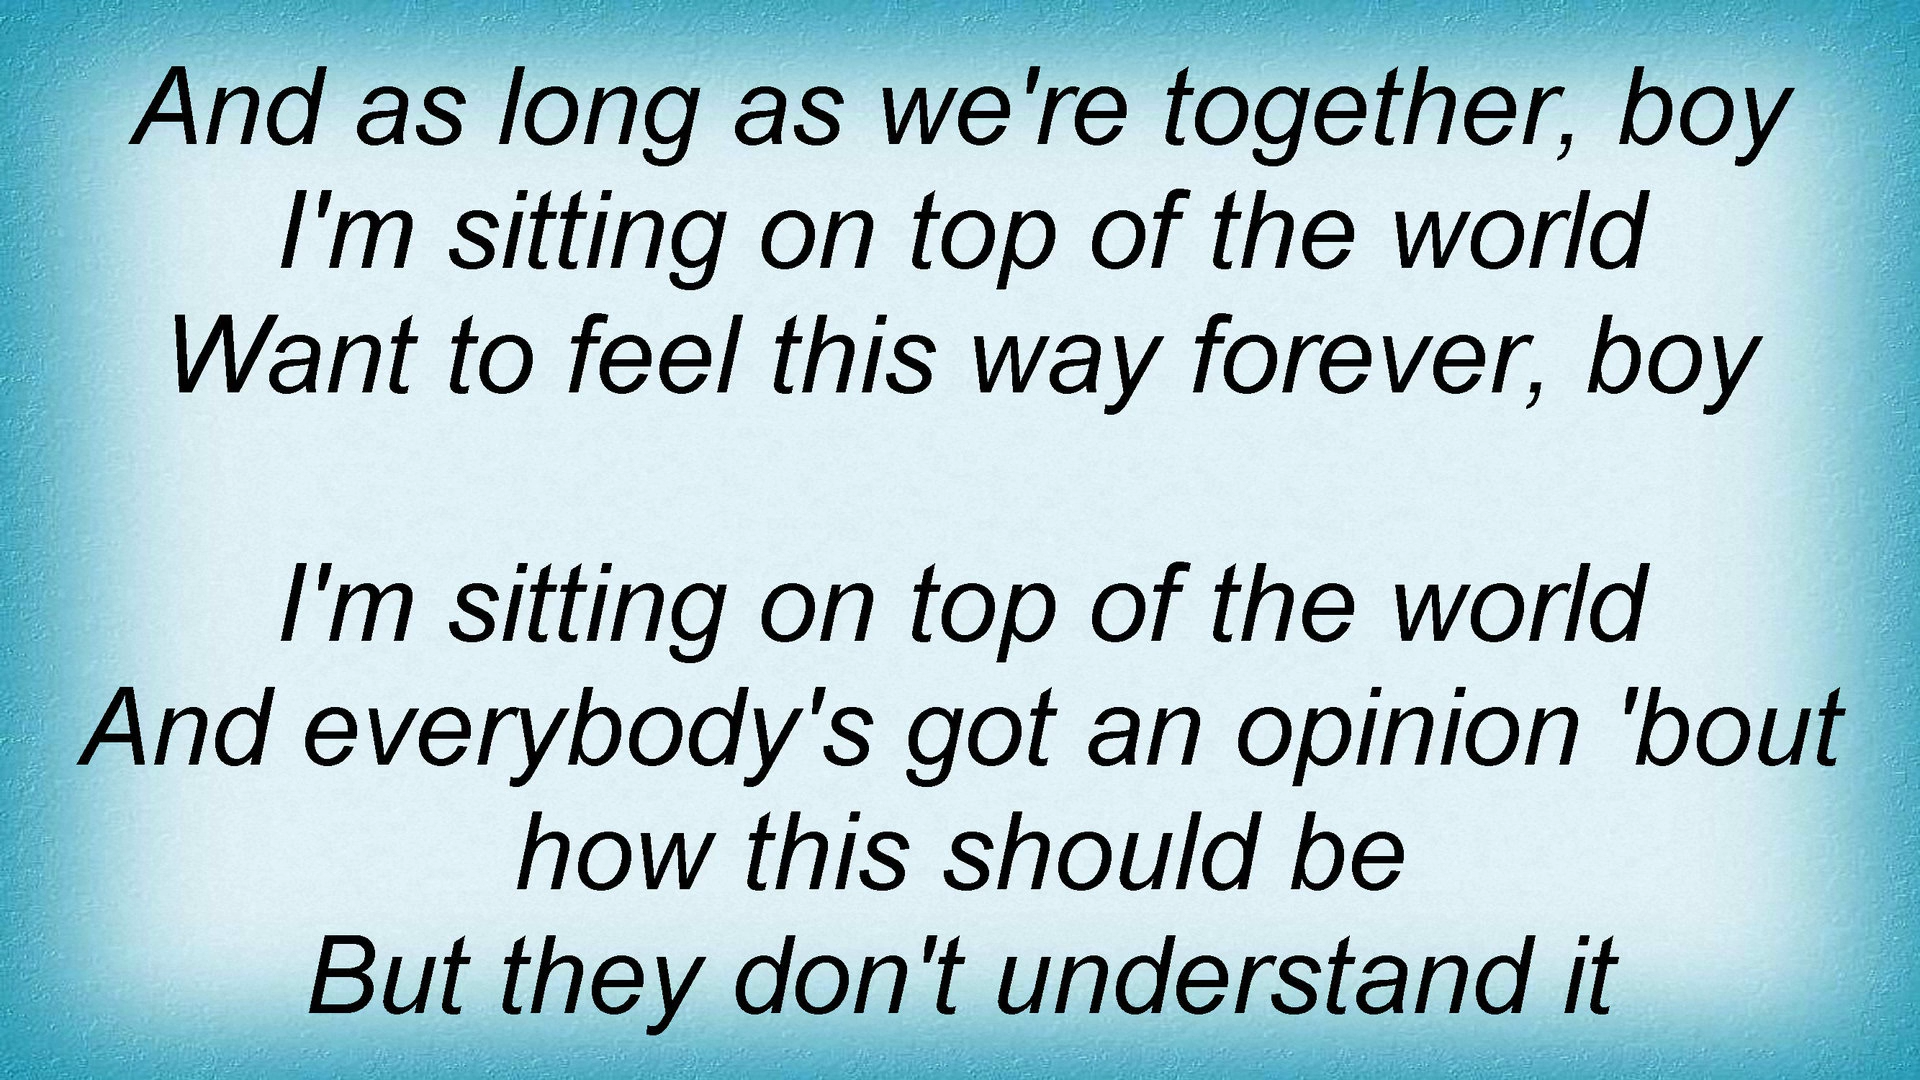 And as long as we're together, boy
I'm sitting on top of the world
Want to feel this way forever, boy
I'm sitting on top of the world
And everybody's got an opinion 'bout
how this should be
But they don't understand it